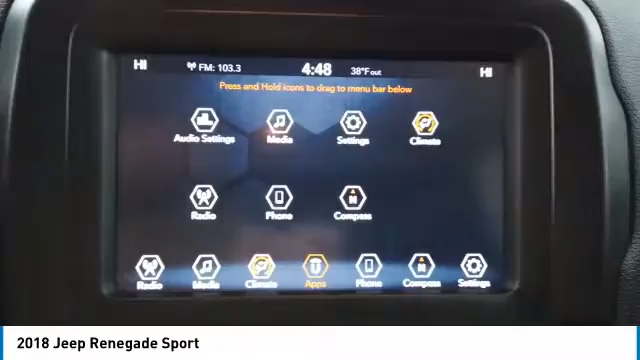 HI FM: 103.3 4:48 38°F out HI
Press and Hold icons to drag to menu bar below
Audio Settings Media Settings Climate
Radio Phone Compass
Radio Media Climate Apps Phone Compass Settings
2018 Jeep Renegade Sport